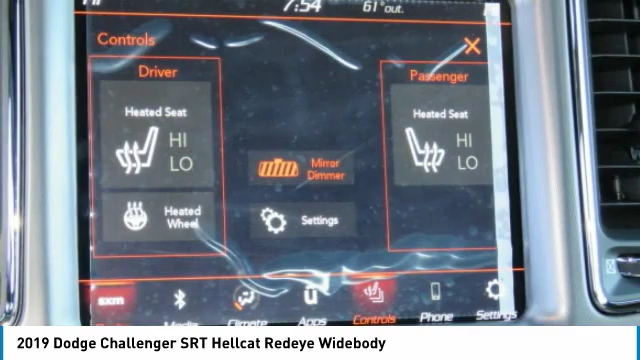 7:54
61°out.
Controls
Driver
Passenger
Heated Seat
HI
LO
Heated Seat
HI
LO
Mirror
Dimmer
Heated
Wheel
Settings
sxm
Climate
Apps
Controls
Phone
Settings
2019 Dodge Challenger SRT Hellcat Redeye Widebody